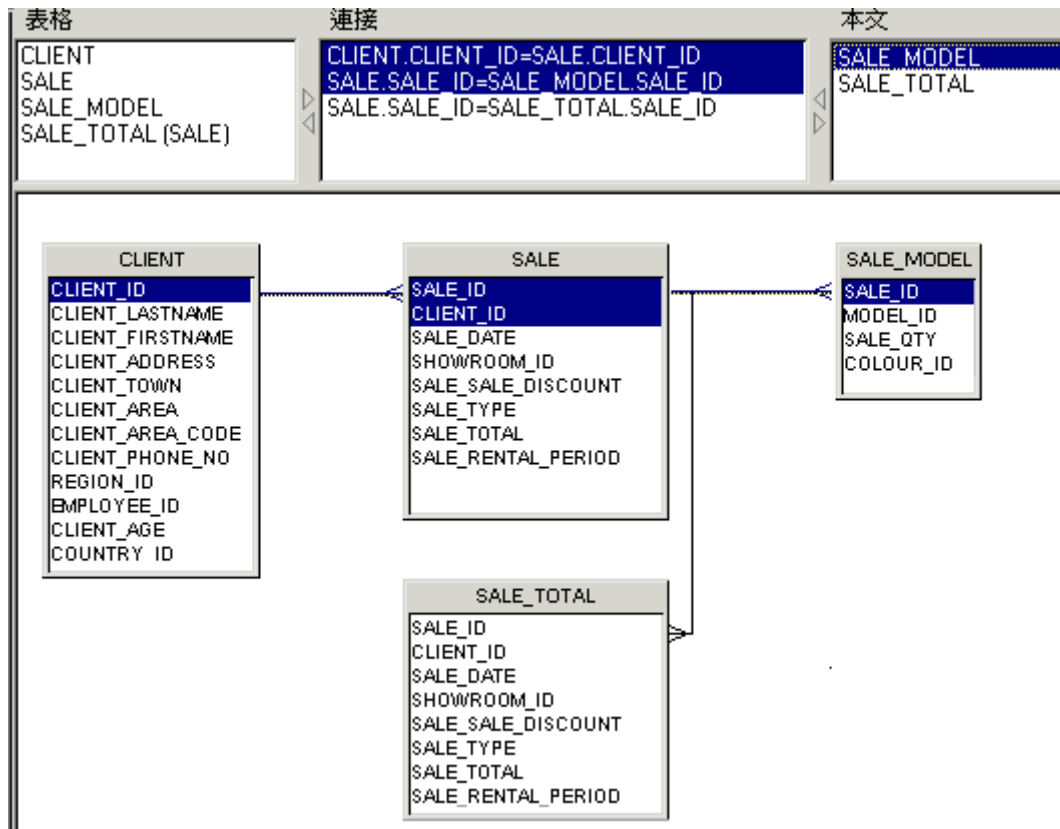 表格
CLIENT
SALE
SALE_MODEL
SALE_TOTAL (SALE)
連接
CLIENT.CLIENT_ID=SALE.CLIENT_ID
SALE.SALE_ID=SALE_MODEL.SALE_ID
SALE.SALE_ID=SALE_TOTAL.SALE_ID
本文
SALE_MODEL
SALE_TOTAL
CLIENT
CLIENT_ID
CLIENT_LASTNAME
CLIENT_FIRSTNAME
CLIENT_ADDRESS
CLIENT_TOWN
CLIENT_AREA
CLIENT_AREA_CODE
CLIENT_PHONE_NO
REGION_ID
EMPLOYEE_ID
CLIENT_AGE
COUNTRY_ID
SALE
SALE_ID
CLIENT_ID
SALE_DATE
SHOWROOM_ID
SALE_SALE_DISCOUNT
SALE_TYPE
SALE_TOTAL
SALE_RENTAL_PERIOD
SALE_MODEL
SALE_ID
MODEL_ID
SALE_QTY
COLOUR_ID
SALE_TOTAL
SALE_ID
CLIENT_ID
SALE_DATE
SHOWROOM_ID
SALE_SALE_DISCOUNT
SALE_TYPE
SALE_TOTAL
SALE_RENTAL_PERIOD